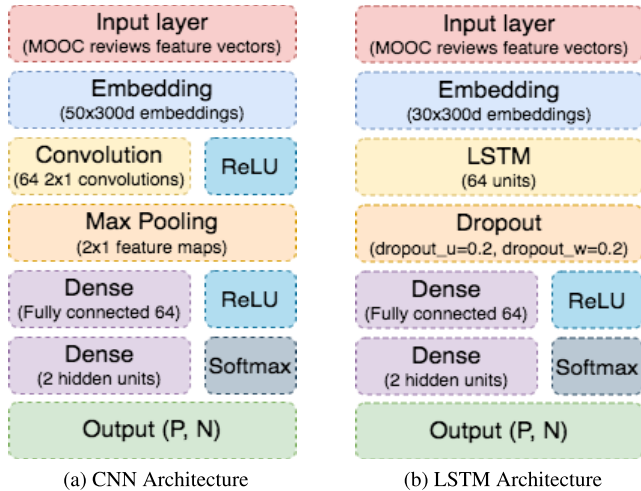 Input layer
(MOOC reviews feature vectors)
Embedding
(50x300d embeddings)
Convolution
(64 2x1 convolutions)
ReLU
Max Pooling
(2x1 feature maps)
Dense
(Fully connected 64)
ReLU
Dense
(2 hidden units)
Softmax
Output (P, N)
(a) CNN Architecture
Input layer
(MOOC reviews feature vectors)
Embedding
(30x300d embeddings)
LSTM
(64 units)
Dropout
(dropout_u=0.2, dropout_w=0.2)
Dense
(Fully connected 64)
ReLU
Dense
(2 hidden units)
Softmax
Output (P, N)
(b) LSTM Architecture